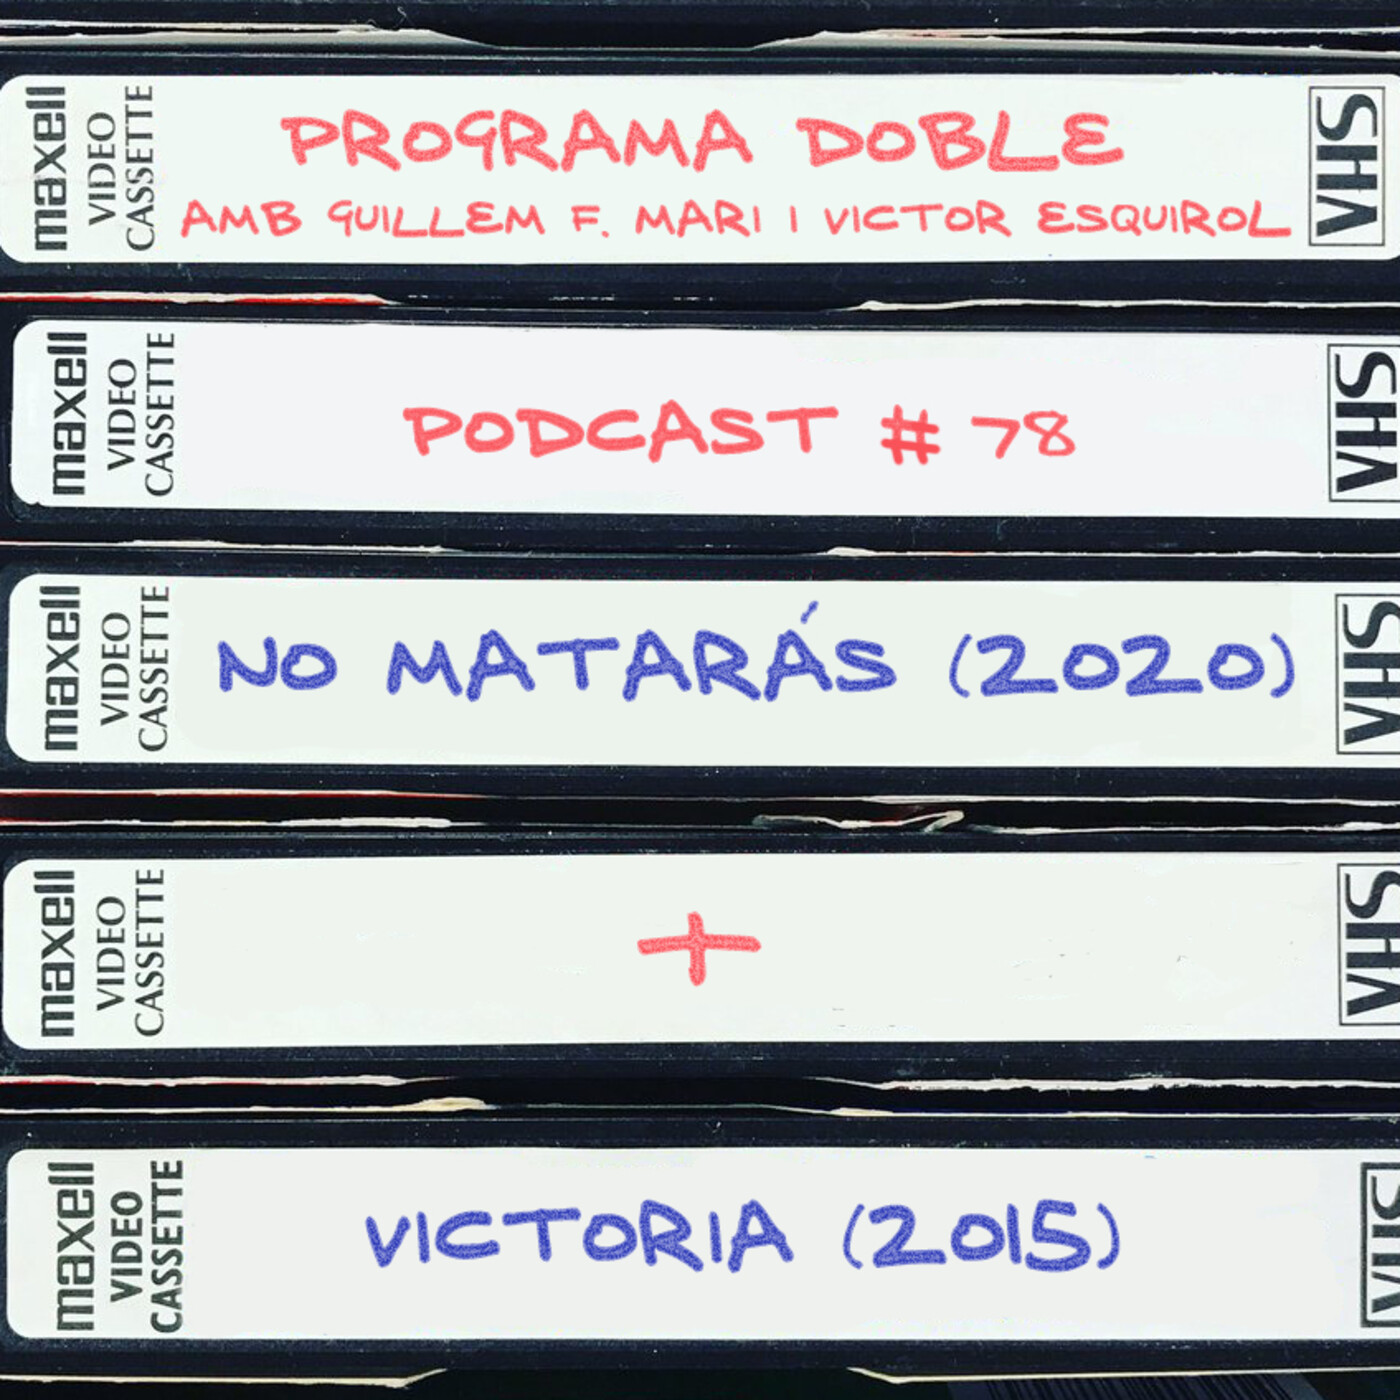 maxell
VIDEO
CASSETTE
PROGRAMA DOBLE
AMB GUILLEM F. MARI I VICTOR ESQUIROL
VHS
maxell
VIDEO
CASSETTE
PODCAST # 78
VHS
maxell
VIDEO
CASSETTE
NO MATARÁS (2020)
VHS
maxell
VIDEO
CASSETTE
+
VHS
maxell
VIDEO
CASSETTE
VICTORIA (2015)
VHS